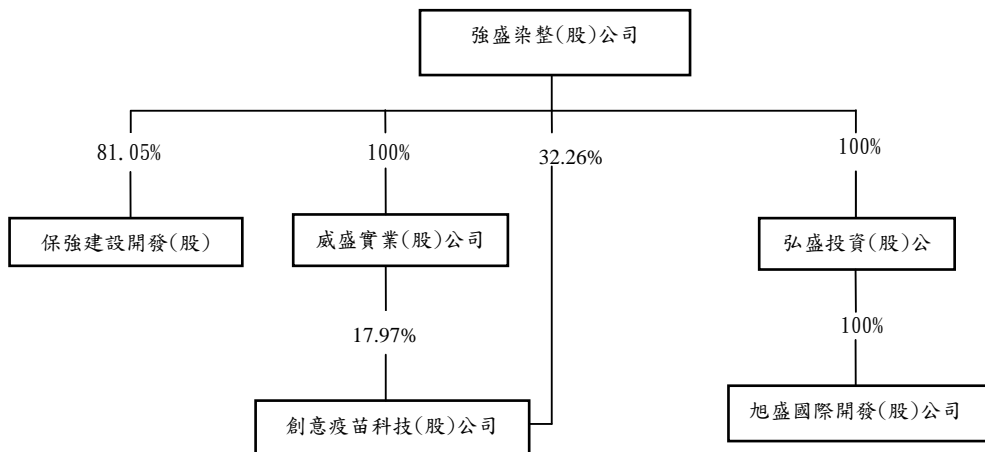 強盛染整(股)公司
81.05%
100%
32.26%
100%
保強建設開發(股)
威盛實業(股)公司
弘盛投資(股)公
17.97%
100%
創意疫苗科技(股)公司
旭盛國際開發(股)公司